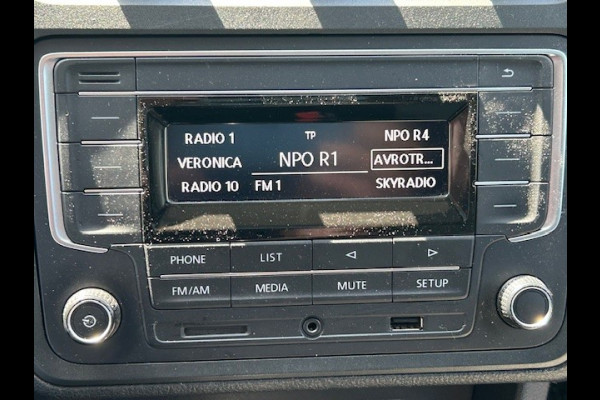 RADIO 1 TP NPO R4
VERONICA NPO R1 AVROTR...
RADIO 10 FM 1 SKYRADIO
PHONE LIST
FM/AM MEDIA MUTE SETUP